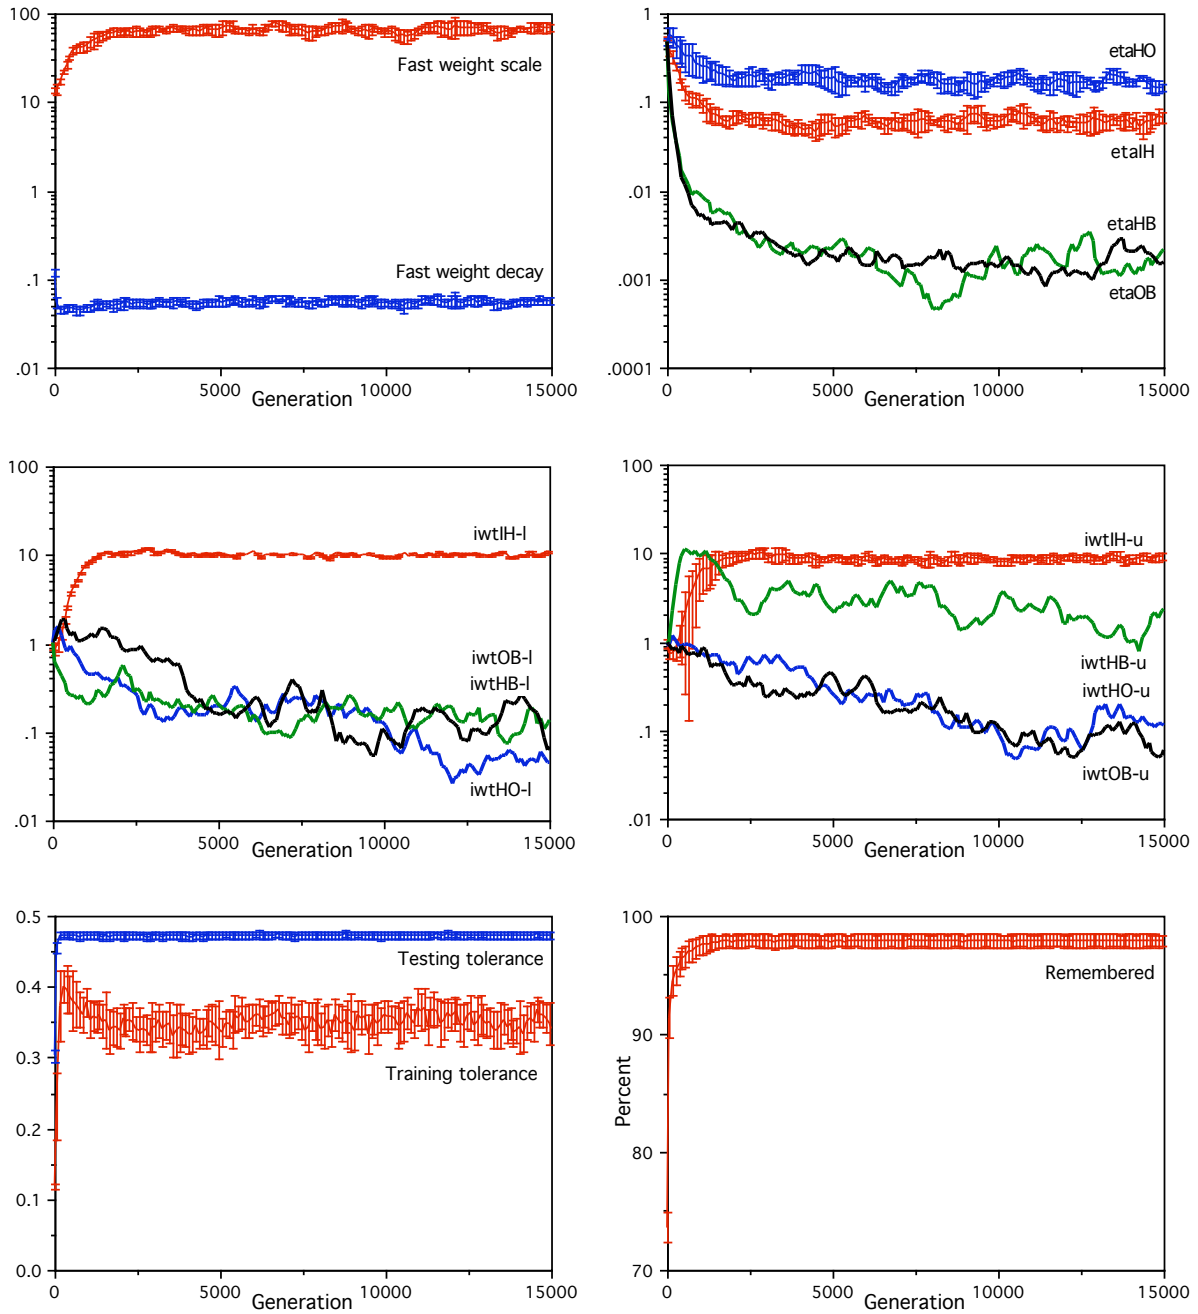 100
10
1
.1
.01
Fast weight scale
Fast weight decay
0
5000
10000
15000
Generation
1
.1
.01
.001
.0001
etaHO
etaIH
etaHB
etaOB
0
5000
10000
15000
Generation
100
10
1
.1
.01
iwtIH-l
iwtOB-l
iwtHB-l
iwtHO-l
0
5000
10000
15000
Generation
100
10
1
.1
.01
iwtIH-u
iwtHB-u
iwtHO-u
iwtOB-u
0
5000
10000
15000
Generation
0.5
0.4
0.3
0.2
0.1
0.0
Testing tolerance
Training tolerance
0
5000
10000
15000
Generation
100
90
80
70
Percent
Remembered
0
5000
10000
15000
Generation